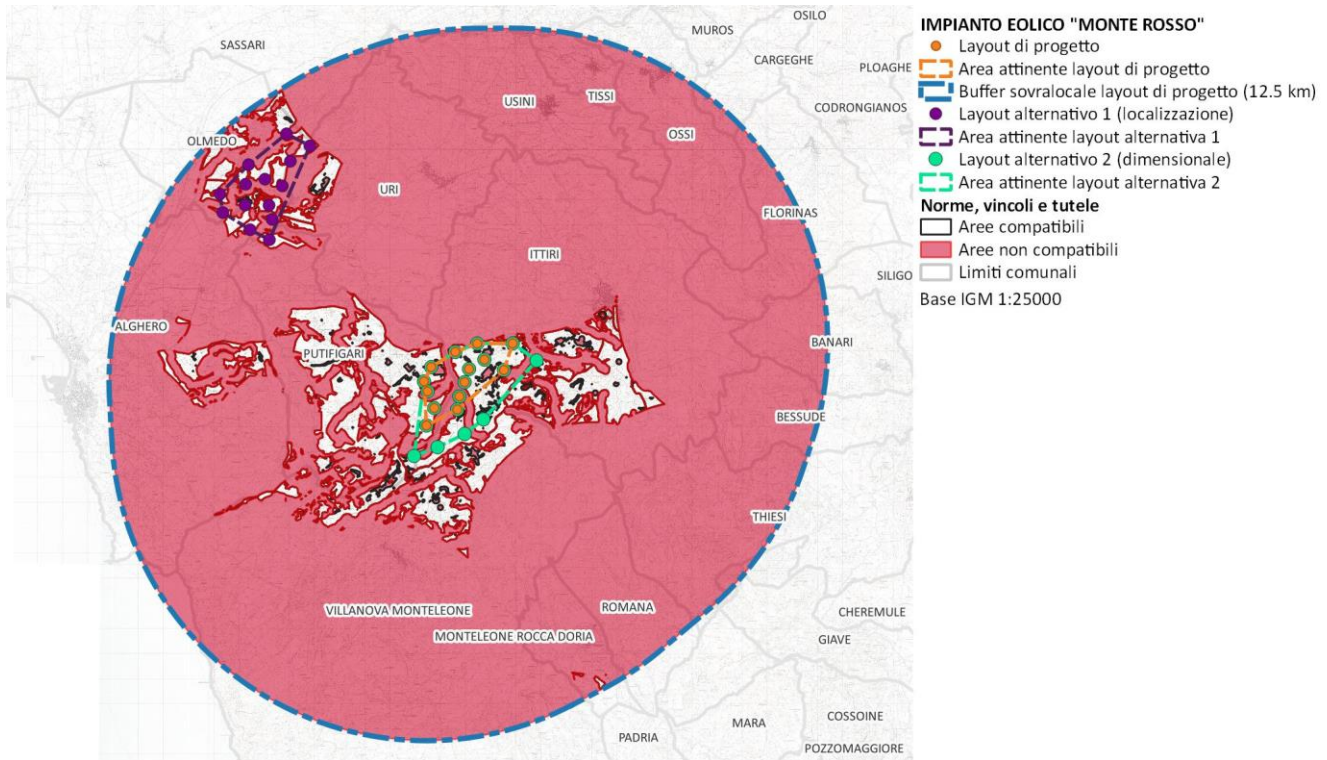 OSILO
MUROS
SASSARI
CARGEGHE
PLOAGHE
TISSI
USINI
CODRONGIANOS
OSSI
OLMEDO
URI
FLORINAS
ITTIRI
SILIGO
ALGHERO
BANARI
PUTIFIGARI
BESSUDE
THIESI
VILLANOVA MONTELEONE
ROMANA
CHEREMULE
MONTELEONE ROCCA DORIA
GIAVE
MARA
COSSOINE
PADRIA
POZZOMAGGIORE
IMPIANTO EOLICO "MONTE ROSSO"
Layout di progetto
Area attinente layout di progetto
Buffer sovralocale layout di progetto (12.5 km)
Layout alternativo 1 (localizzazione)
Area attinente layout alternativa 1
Layout alternativo 2 (dimensionale)
Area attinente layout alternativa 2
Norme, vincoli e tutele
Aree compatibili
Aree non compatibili
Limiti comunali
Base IGM 1:25000